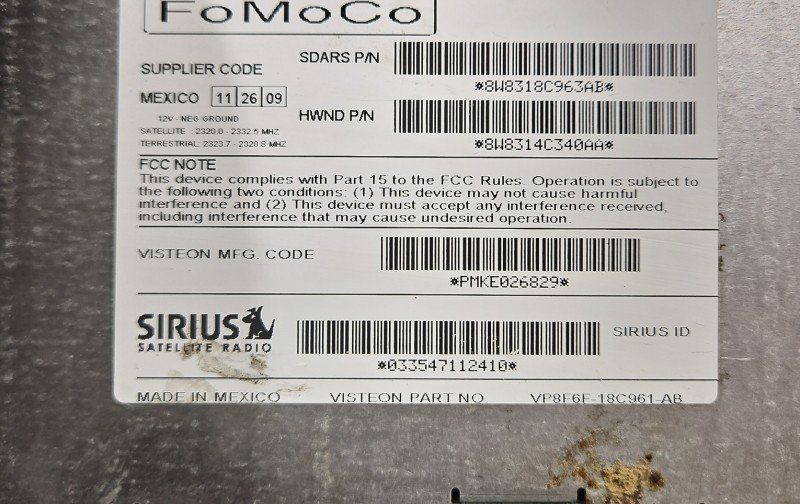 FoMoCo
SUPPLIER CODE
SDARS P/N
*8W8318C963AB*
MEXICO 11 26 09
HWND P/N
*8W8314C340AA*
12V - NEG GROUND
SATELLITE : 2320.0 - 2332.5 MHZ
TERRESTRIAL: 2323.7 - 2328.8 MHZ
FCC NOTE
This device complies with Part 15 to the FCC Rules. Operation is subject to
the following two conditions: (1) This device may not cause harmful
interference and (2) This device must accept any interference received,
including interference that may cause undesired operation.
VISTEON MFG. CODE
*PMKE026829*
SIRIUS
SATELLITE RADIO
SIRIUS ID
*033547112410*
MADE IN MEXICO VISTEON PART NO VP8F6F-18C961-AB